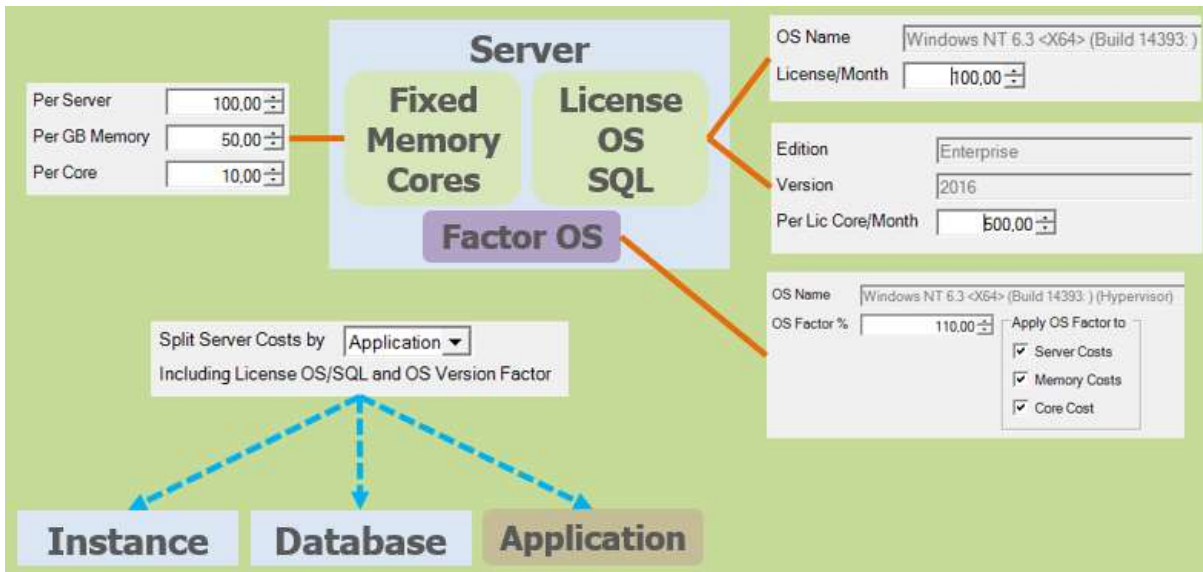 Server
Fixed
Memory
Cores
License
OS
SQL
Factor OS
Per Server 100,00
Per GB Memory 50,00
Per Core 10,00
OS Name Windows NT 6.3 <X64> (Build 14393: )
License/Month 100,00
Edition Enterprise
Version 2016
Per Lic Core/Month 500,00
OS Name Windows NT 6.3 <X64> (Build 14393: ) (Hypervisor)
OS Factor % 110,00
Apply OS Factor to
Server Costs
Memory Costs
Core Cost
Split Server Costs by Application
Including License OS/SQL and OS Version Factor
Instance
Database
Application